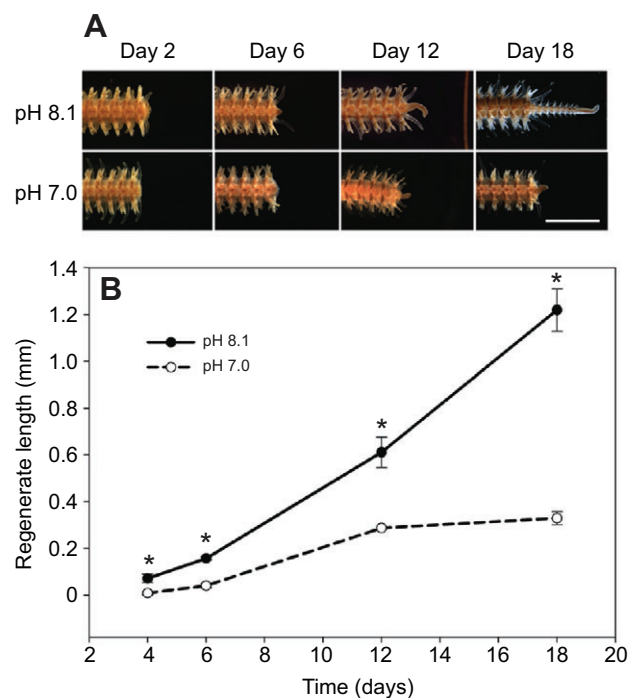 A
Day 2 Day 6 Day 12 Day 18
pH 8.1
pH 7.0
B
1.4
1.2
1.0
0.8
0.6
0.4
0.2
0
Regenerate length (mm)
pH 8.1
pH 7.0
*
*
*
*
2 4 6 8 10 12 14 16 18 20
Time (days)